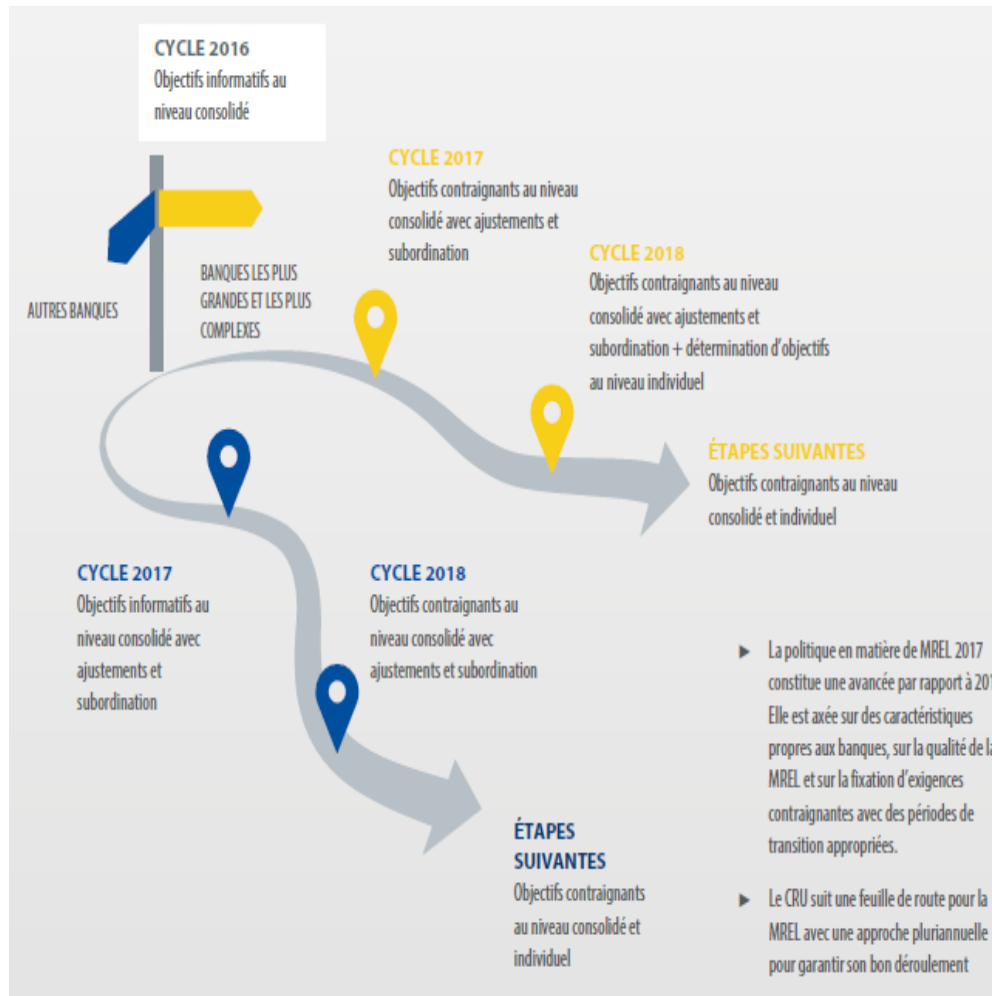 CYCLE 2016
Objectifs informatifs au
niveau consolidé
AUTRES BANQUES
BANQUES LES PLUS
GRANDES ET LES PLUS
COMPLEXES
CYCLE 2017
Objectifs contraignants au niveau
consolidé avec ajustements et
subordination
CYCLE 2018
Objectifs contraignants au niveau
consolidé avec ajustements et
subordination + détermination d'objectifs
au niveau individuel
ÉTAPES SUIVANTES
Objectifs contraignants au niveau
consolidé et individuel
CYCLE 2017
Objectifs informatifs au
niveau consolidé avec
ajustements et
subordination
CYCLE 2018
Objectifs contraignants au
niveau consolidé avec
ajustements et subordination
ÉTAPES
SUIVANTES
Objectifs contraignants
au niveau consolidé et
individuel
► La politique en matière de MREL 2017
constitue une avancée par rapport à
Elle est axée sur des caractéristiques
propres aux banques, sur la qualité de la
MREL et sur la fixation d'exigences
contraignantes avec des périodes de
transition appropriées.
► Le CRU suit une feuille de route pour la
MREL avec une approche pluriannuelle
pour garantir son bon déroulement